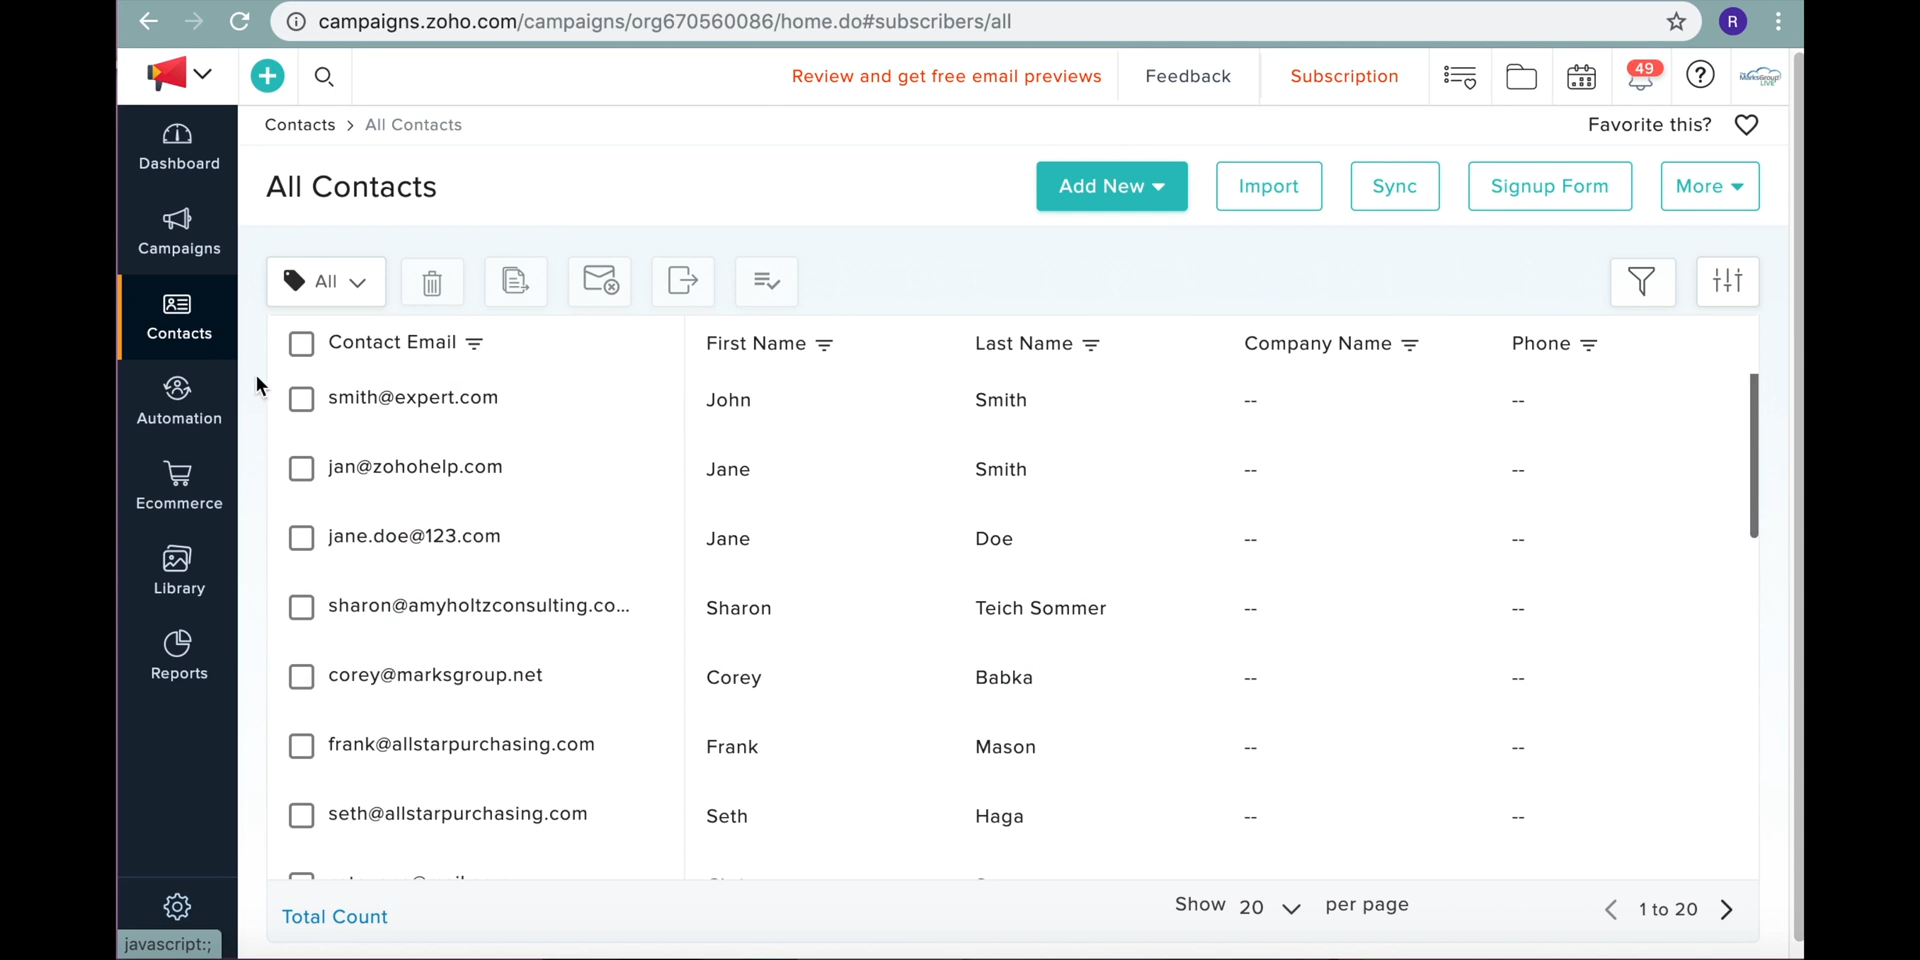 campaigns.zoho.com/campaigns/org670560086/home.do#subscribers/all
R
Review and get free email previews
Feedback
Subscription
49
MarksGroup
Contacts > All Contacts
Favorite this?
All Contacts
Add New
Import
Sync
Signup Form
More
Dashboard
Campaigns
Contacts
Automation
Ecommerce
Library
Reports
All
Contact Email First Name Last Name Company Name Phone
smith@expert.com John Smith -- --
jan@zohohelp.com Jane Smith -- --
jane.doe@123.com Jane Doe -- --
sharon@amyholtzconsulting.co... Sharon Teich Sommer -- --
corey@marksgroup.net Corey Babka -- --
frank@allstarpurchasing.com Frank Mason -- --
seth@allstarpurchasing.com Seth Haga -- --
Total Count
Show 20 per page
1 to 20
javascript:;